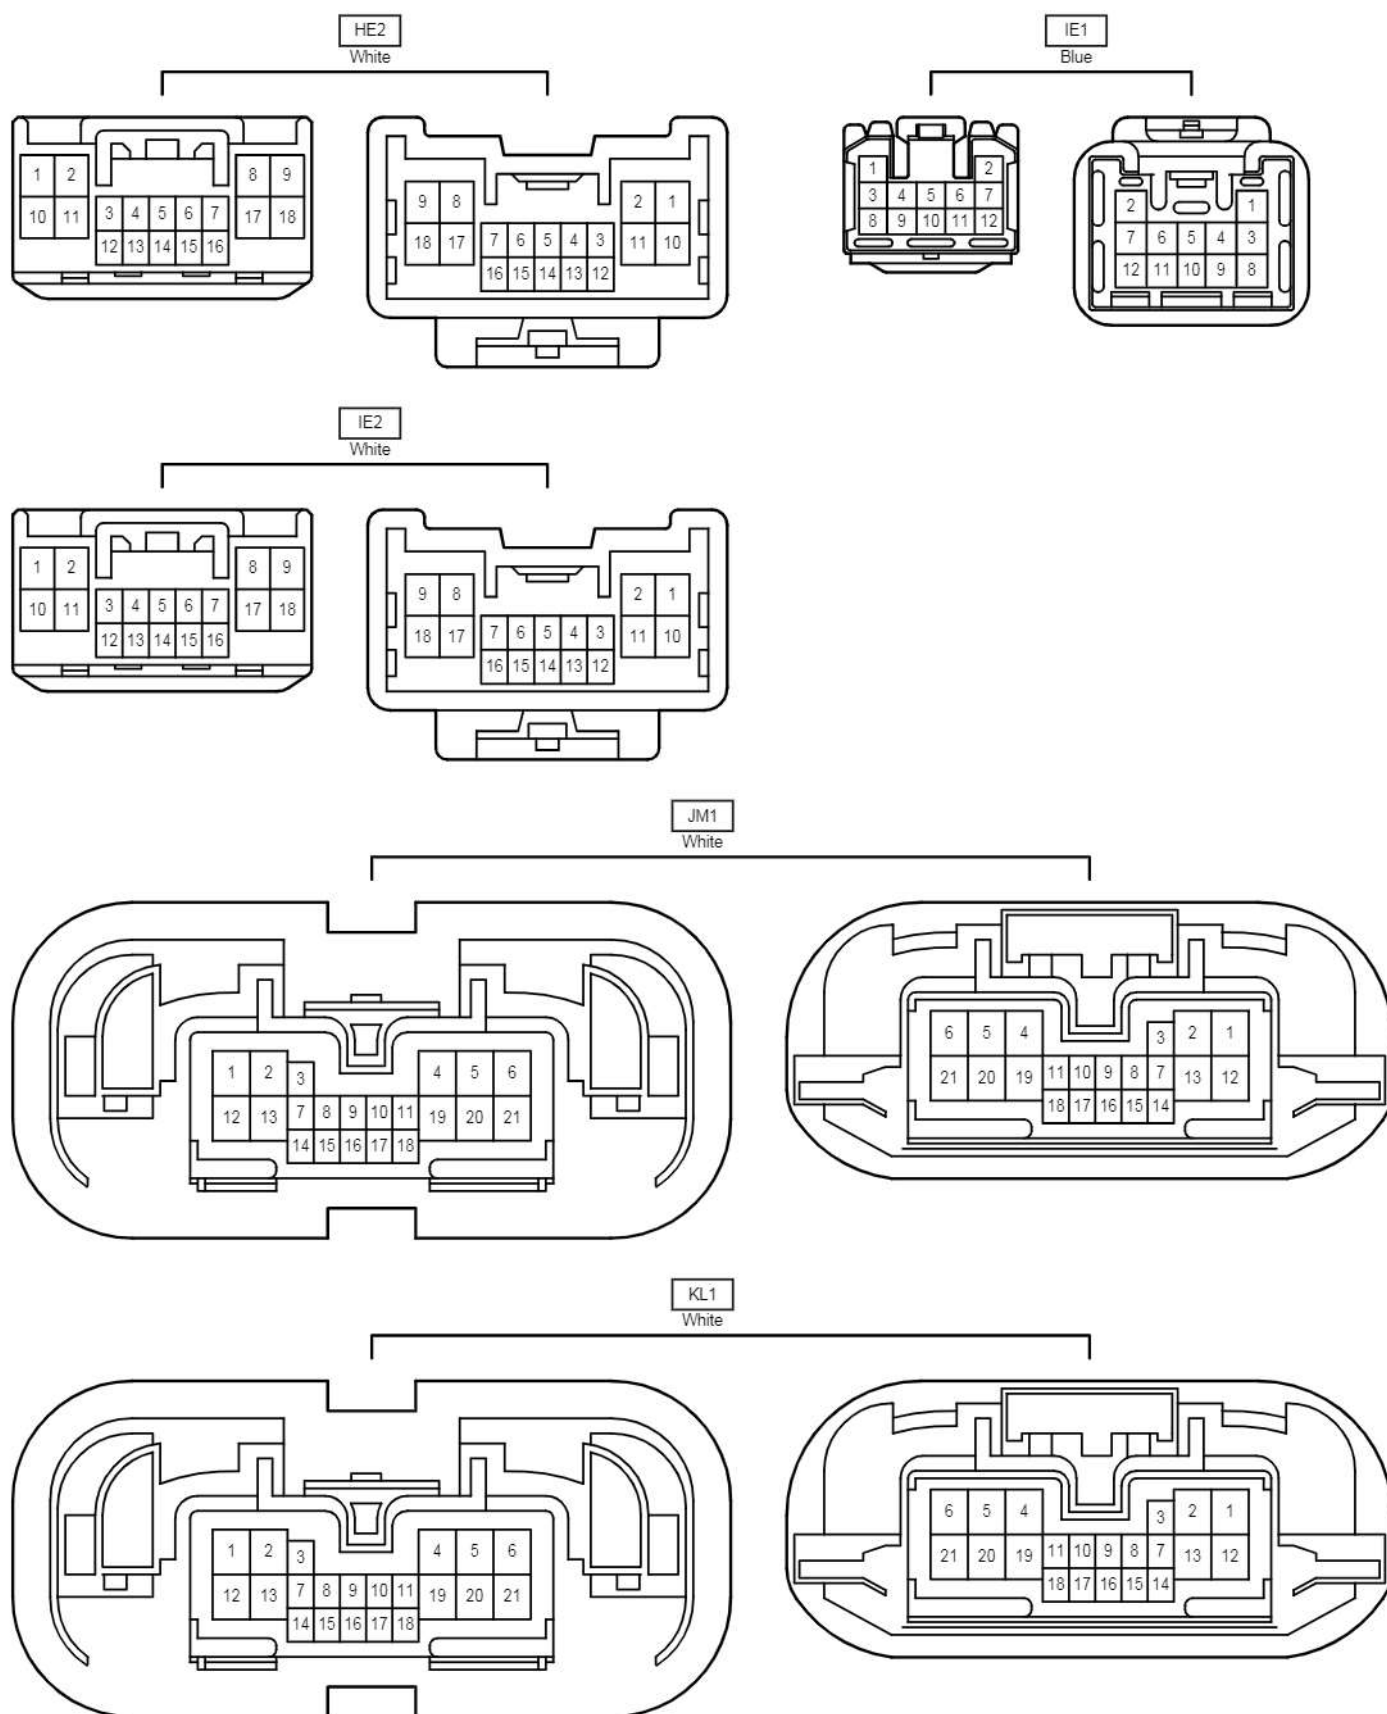 HE2
White
1 2 8 9
10 11 3 4 5 6 7 17 18
12 13 14 15 16
9 8 2 1
18 17 7 6 5 4 3 11 10
16 15 14 13 12
IE1
Blue
1 2
3 4 5 6 7
8 9 10 11 12
2 1
7 6 5 4 3
12 11 10 9 8
IE2
White
1 2 8 9
10 11 3 4 5 6 7 17 18
12 13 14 15 16
9 8 2 1
18 17 7 6 5 4 3 11 10
16 15 14 13 12
JM1
White
1 2 3 4 5 6
12 13 7 8 9 10 11 19 20 21
14 15 16 17 18
6 5 4 3 2 1
21 20 19 11 10 9 8 7 13 12
18 17 16 15 14
KL1
White
1 2 3 4 5 6
12 13 7 8 9 10 11 19 20 21
14 15 16 17 18
6 5 4 3 2 1
21 20 19 11 10 9 8 7 13 12
18 17 16 15 14